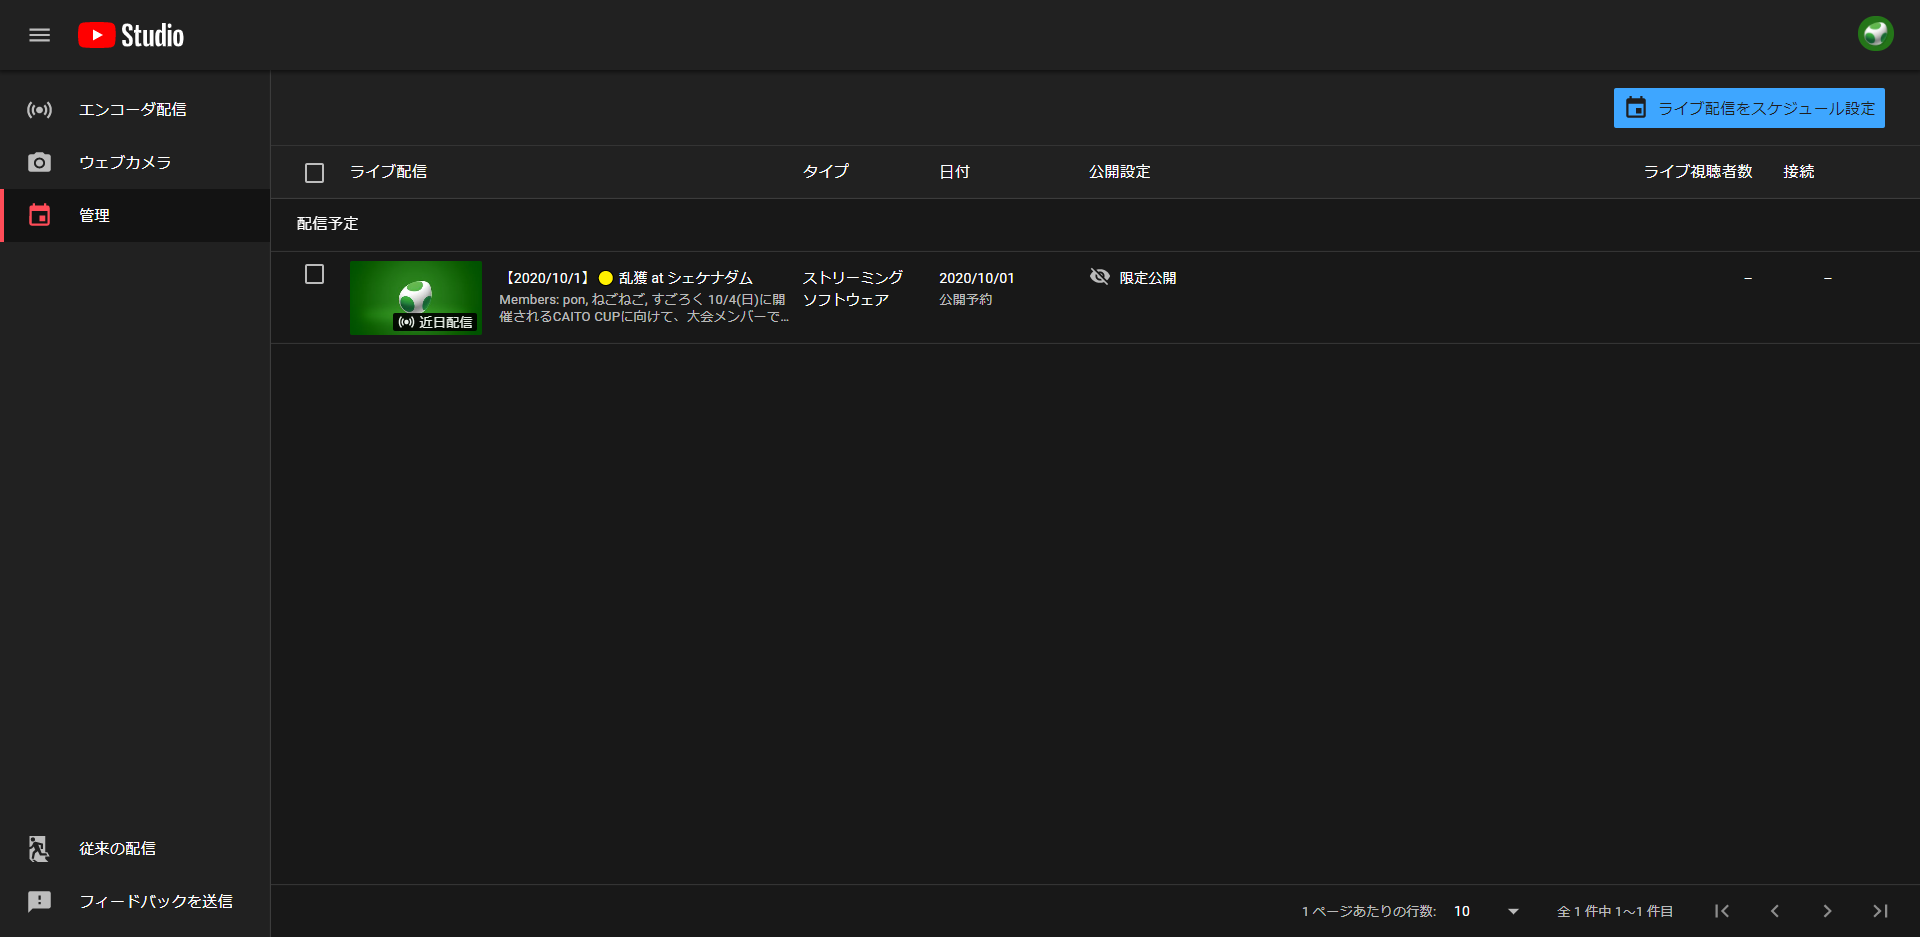 Studio
エンコーダ配信
ウェブカメラ
管理
従来の配信
フィードバックを送信
ライブ配信をスケジュール設定
ライブ配信 タイプ 日付 公開設定 ライブ視聴者数 接続
配信予定
近日配信
【2020/10/1】 🟡 乱獲 at シェケナダム
Members: pon, ねごねご, すごろく 10/4(日)に開
催されるCAITO CUPに向けて、大会メンバーで...
ストリーミング
ソフトウェア
2020/10/01
公開予約
限定公開
– –
1 ページあたりの行数: 10 全 1 件中 1～1 件目